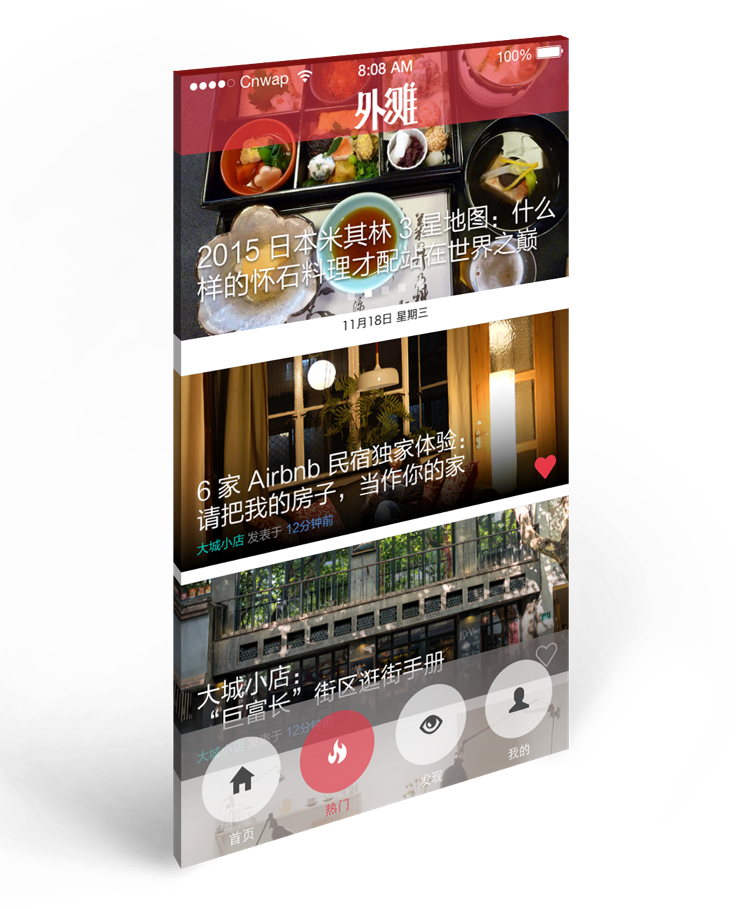 Cnwap
8:08 AM
100%
外滩
2015 日本米其林 3 星地图：什么
样的怀石料理才配站在世界之巅
11月18日 星期三
6 家 Airbnb 民宿独家体验：
请把我的房子，当作你的家
大城小店 发表于 12分钟前
大城小店：
“巨富长”街区逛街手册
大城小店 发表于 12分钟前
首页
热门
发现
我的